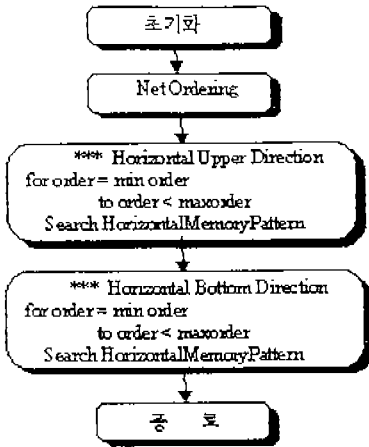 초기화
Net Ordering
*** Horizontal Upper Direction
for order = min order
to order < maxorder
Search HorizontalMemoryPattern
*** Horizontal Bottom Direction
for order = min order
to order < maxorder
Search HorizontalMemoryPattern
종 료